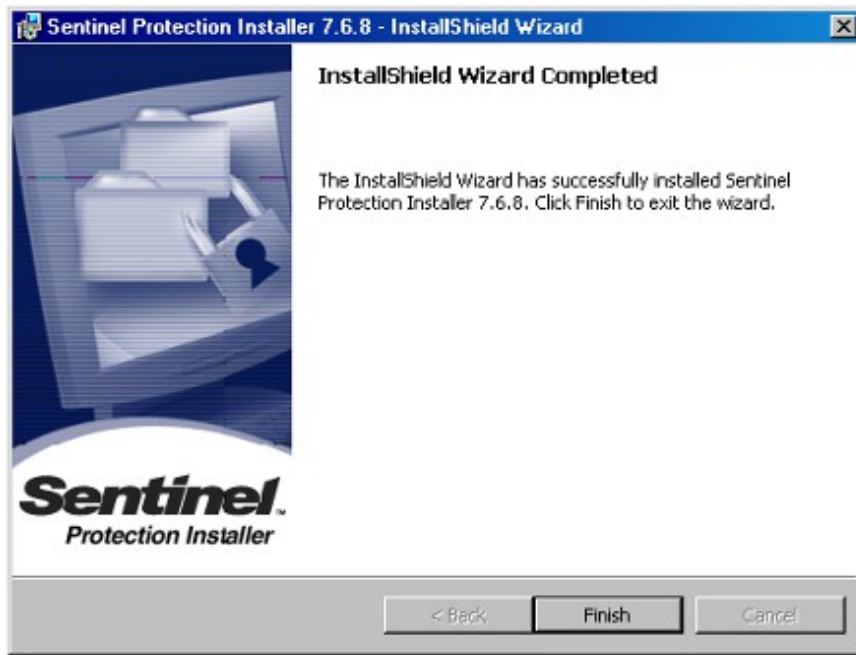 Sentinel Protection Installer 7.6.8 - InstallShield Wizard
InstallShield Wizard Completed
The InstallShield Wizard has successfully installed Sentinel
Protection Installer 7.6.8. Click Finish to exit the wizard.
Sentinel™
Protection Installer
< Back
Finish
Cancel